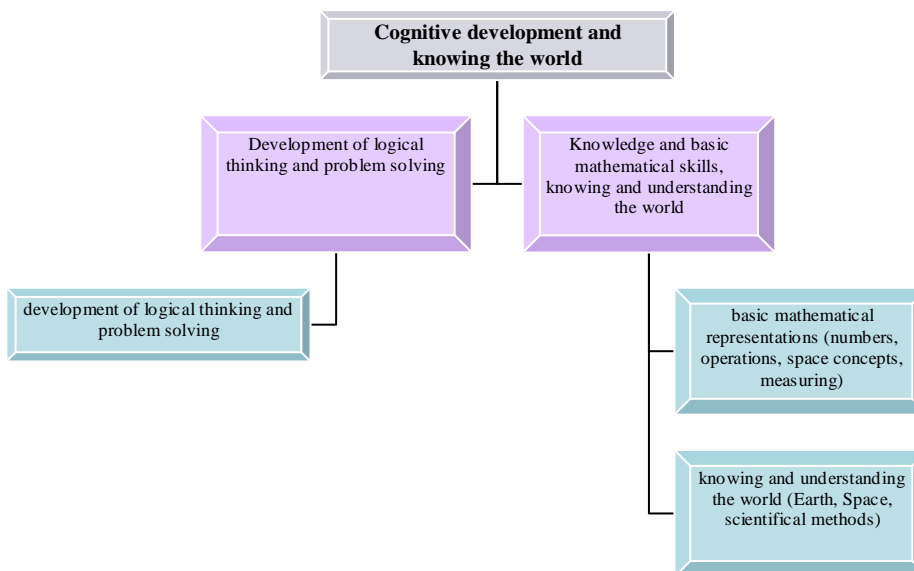 Cognitive development and
knowing the world
Development of logical
thinking and problem solving
Knowledge and basic
mathematical skills,
knowing and understanding
the world
development of logical thinking and
problem solving
basic mathematical
representations (numbers,
operations, space concepts,
measuring)
knowing and understanding
the world (Earth, Space,
scientifical methods)